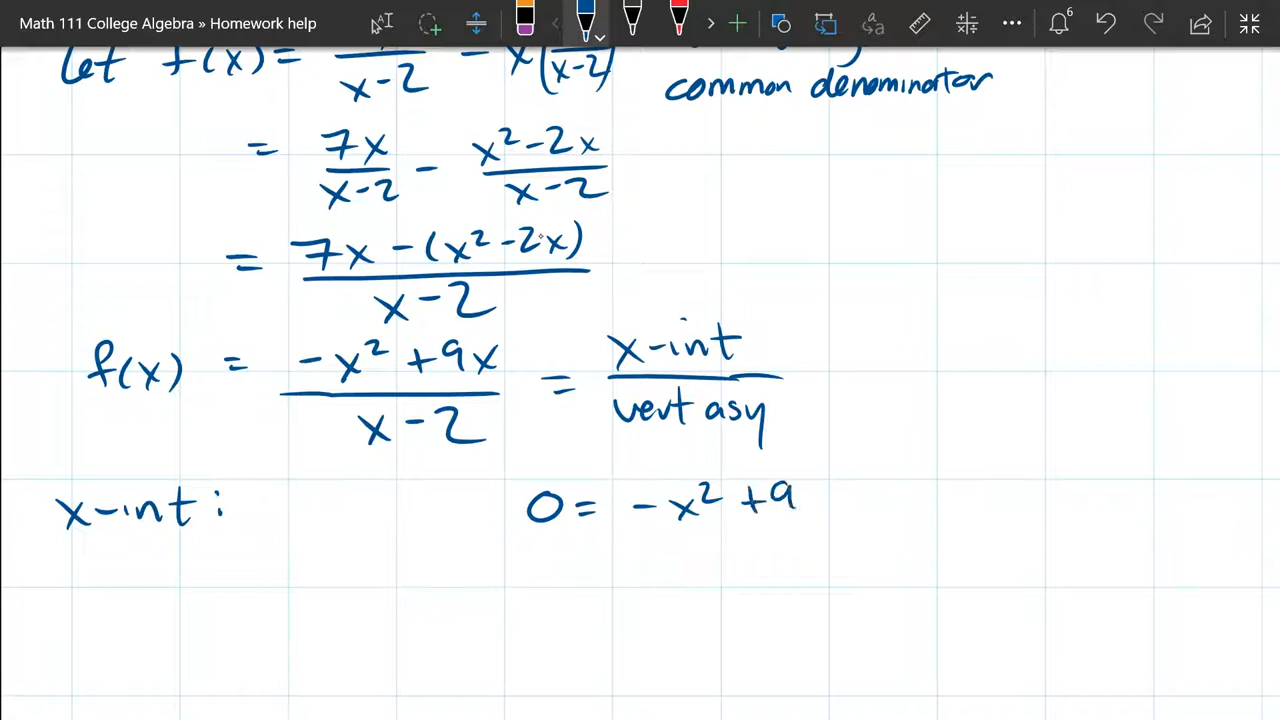 Math 111 College Algebra » Homework help
6
Let f(x) = /(x-2) - x(/(x-2))
common denominator
= 7x/(x-2) - (x² - 2x)/(x-2)
= (7x - (x² - 2x))/(x-2)
f(x) = (-x² + 9x)/(x-2) = x-int/vert asy
x-int : 0 = -x² + 9